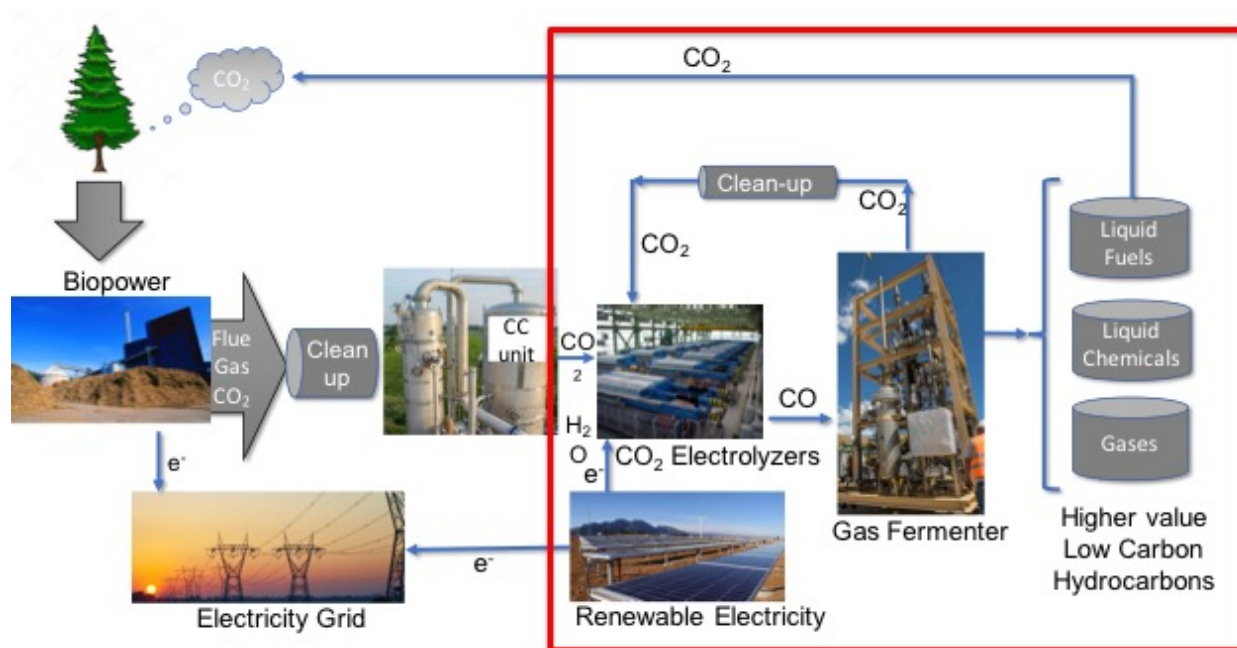 CO₂
CO₂
Clean-up
CO₂
CO₂
Liquid
Fuels
Biopower
Flue
Gas
CO₂
Clean
up
CC
unit
CO
2
H2
O
e-
CO
CO₂ Electrolyzers
Liquid
Chemicals
Gases
e-
Gas Fermenter
Higher value
Low Carbon
Hydrocarbons
e-
Electricity Grid
Renewable Electricity